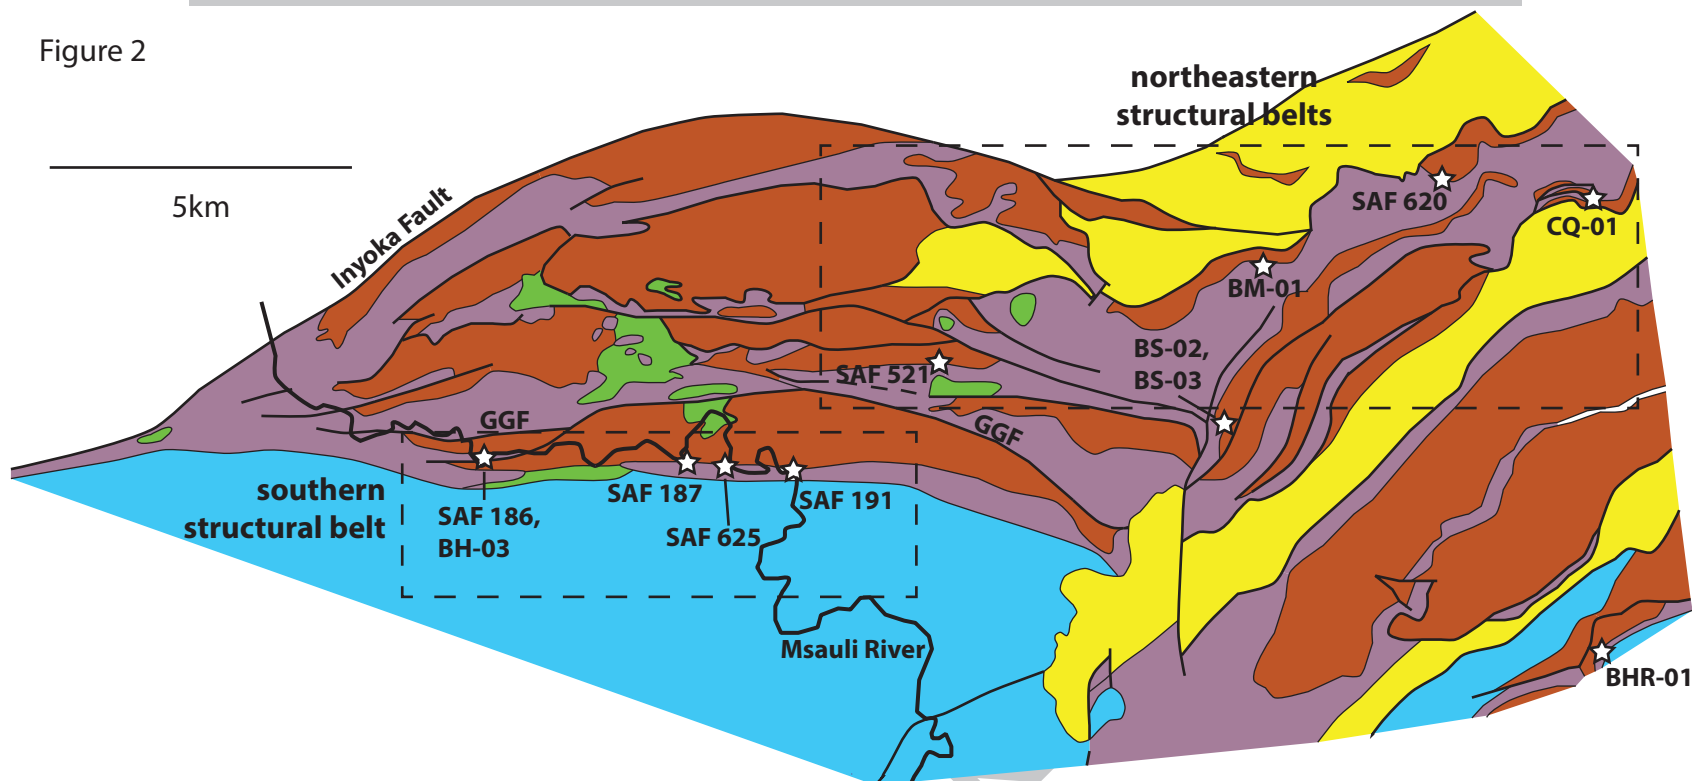 Figure 2
northeastern
structural belts
5km
Inyoka Fault
SAF 620
CQ-01
BM-01
BS-02,
BS-03
SAF 521
GGF
GGF
southern
structural belt
SAF 186,
BH-03
SAF 187
SAF 625
SAF 191
Msauli River
BHR-01